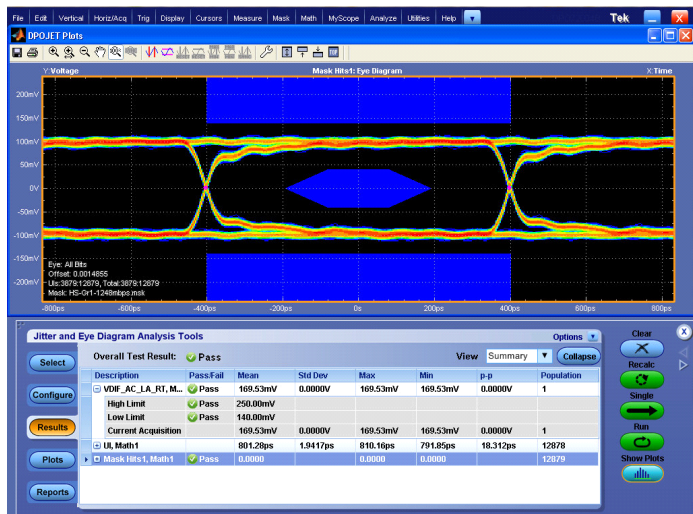 File Edit Vertical Horiz/Acq Trig Display Cursors Measure Mask Math MyScope Analyze Utilities Help Tek
DPOJET Plots
Y:Voltage Mask Hits1: Eye Diagram X:Time
200mV
150mV
100mV
50mV
0V
-50mV
-100mV
-150mV
-200mV
Eye: All Bits
Offset: 0.0014855
UIs:3879:12879, Total:3879:12879
Mask: HS-Gr1-1248mbps.msk
-800ps -600ps -400ps -200ps 0s 200ps 400ps 600ps 800ps
Jitter and Eye Diagram Analysis Tools Options Clear X
Select Overall Test Result: Pass View Summary Collapse
Recalc
Description Pass/Fail Mean Std Dev Max Min p-p Population
VDIF_AC_LA_RT, M... Pass 169.53mV 0.0000V 169.53mV 169.53mV 0.0000V 1
Configure High Limit Pass 250.00mV Single
Low Limit Pass 140.00mV
Results Current Acquisition 169.53mV 0.0000V 169.53mV 169.53mV 0.0000V 1 Run
UI, Math1 801.28ps 1.9417ps 810.16ps 791.85ps 18.312ps 12878
Plots Mask Hits1, Math1 Pass 0.0000 0.0000 0.0000 12879 Show Plots
Reports